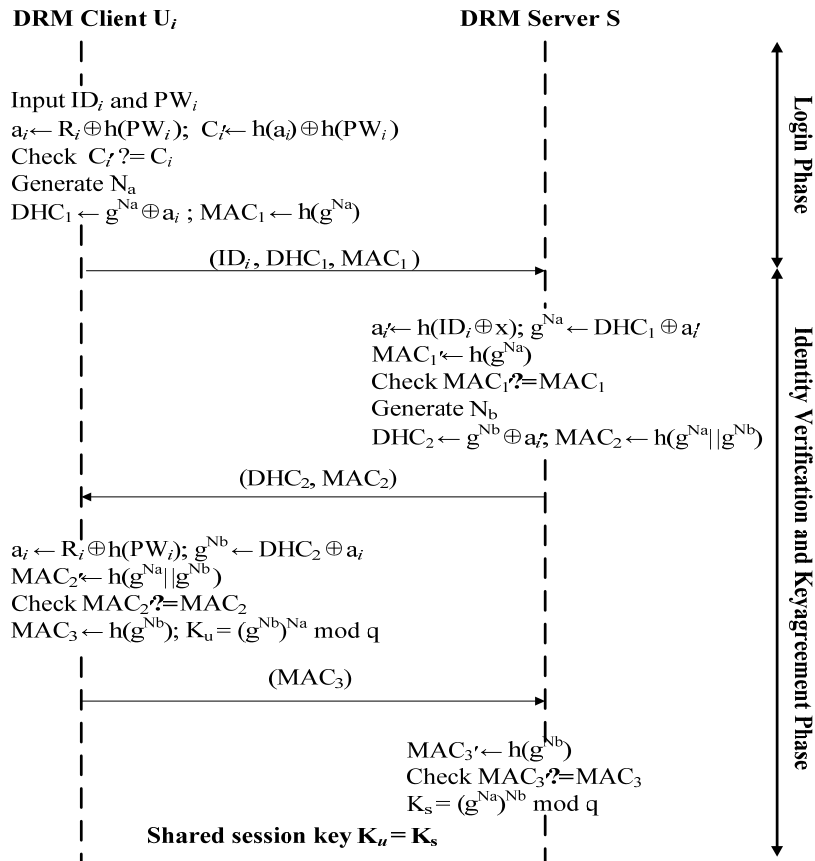 DRM Client Uᵢ
DRM Server S
Input IDᵢ and PWᵢ
aᵢ← Rᵢ⊕h(PWᵢ); Cᵢ′← h(aᵢ)⊕h(PWᵢ)
Check Cᵢ′ ?= Cᵢ
Generate Nₐ
DHC₁← g^Na⊕aᵢ ; MAC₁← h(g^Na)
(IDᵢ, DHC₁, MAC₁)
Login Phase
aᵢ′← h(IDᵢ⊕x); g^Na← DHC₁⊕aᵢ′
MAC₁′← h(g^Na)
Check MAC₁′?=MAC₁
Generate N_b
DHC₂← g^Nb⊕aᵢ′; MAC₂← h(g^Na||g^Nb)
(DHC₂, MAC₂)
aᵢ← Rᵢ⊕h(PWᵢ); g^Nb← DHC₂⊕aᵢ
MAC₂′← h(g^Na||g^Nb)
Check MAC₂′?=MAC₂
MAC₃← h(g^Nb); Kᵤ= (g^Nb)^Na mod q
(MAC₃)
MAC₃′← h(g^Nb)
Check MAC₃′?=MAC₃
Kₛ= (g^Na)^Nb mod q
Shared session key Kᵤ= Kₛ
Identity Verification and Keyagreement Phase